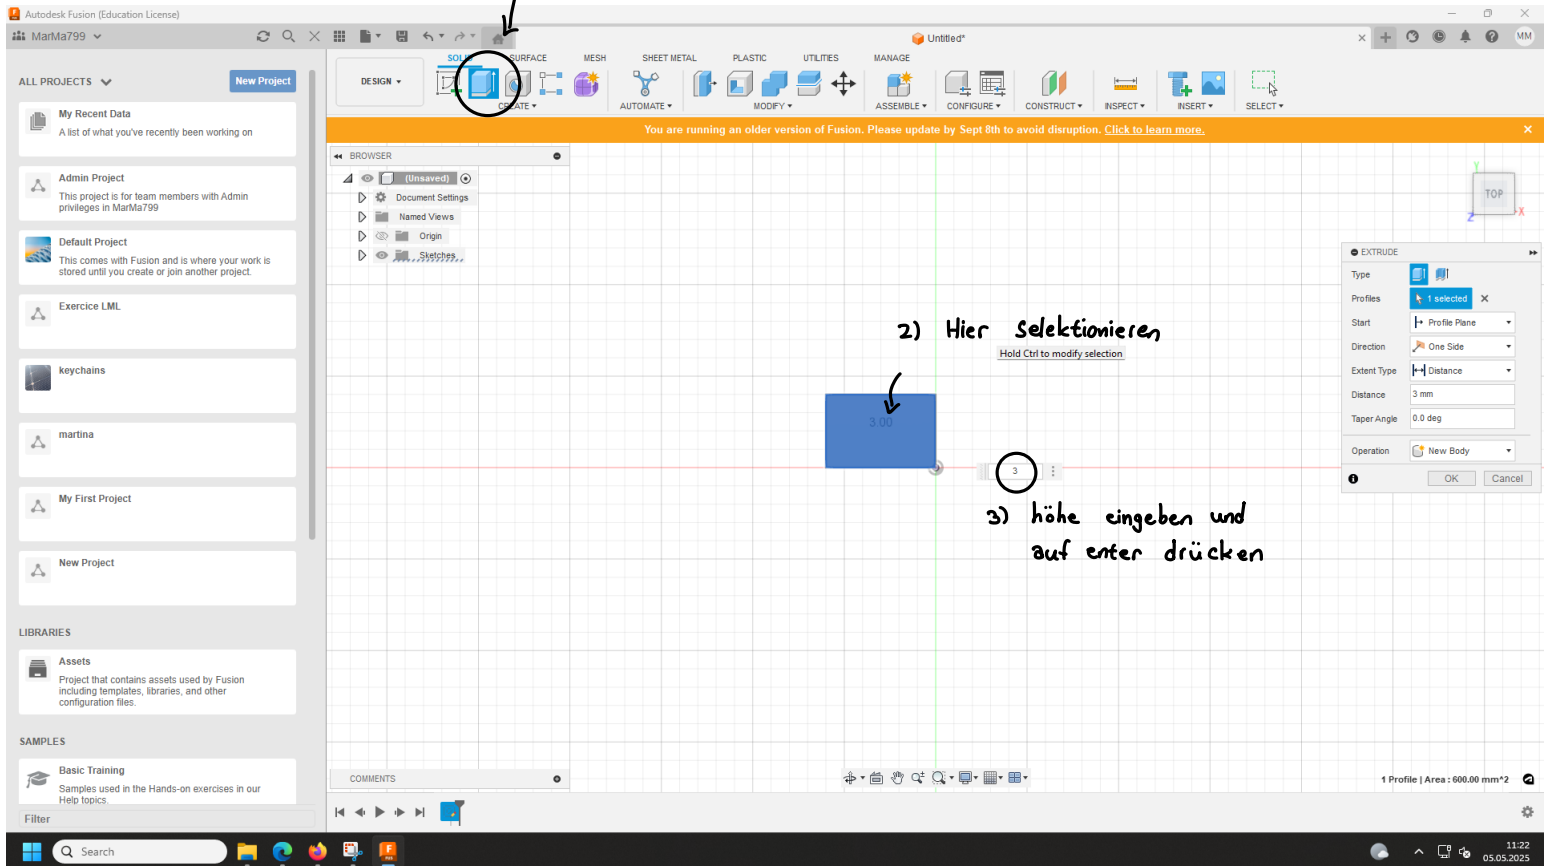 Autodesk Fusion (Education License)
MarMa799
Untitled*
MM
ALL PROJECTS
New Project
My Recent Data
A list of what you've recently been working on
Admin Project
This project is for team members with Admin
privileges in MarMa799
Default Project
This comes with Fusion and is where your work is
stored until you create or join another project.
Exercice LML
keychains
martina
My First Project
New Project
LIBRARIES
Assets
Project that contains assets used by Fusion
including templates, libraries, and other
configuration files.
SAMPLES
Basic Training
Samples used in the Hands-on exercises in our
Help topics.
Filter
DESIGN
SOLID SURFACE MESH SHEET METAL PLASTIC UTILITIES MANAGE
CREATE AUTOMATE MODIFY ASSEMBLE CONFIGURE CONSTRUCT INSPECT INSERT SELECT
You are running an older version of Fusion. Please update by Sept 8th to avoid disruption. Click to learn more.
BROWSER
(Unsaved)
Document Settings
Named Views
Origin
Sketches
Y
TOP
X
Z
2) Hier selektionieren
Hold Ctrl to modify selection
3.00
3
3) höhe eingeben und
auf enter drücken
EXTRUDE
Type
Profiles 1 selected
Start Profile Plane
Direction One Side
Extent Type Distance
Distance 3 mm
Taper Angle 0.0 deg
Operation New Body
OK Cancel
COMMENTS
1 Profile | Area : 600.00 mm^2
Search
11:22
05.05.2025